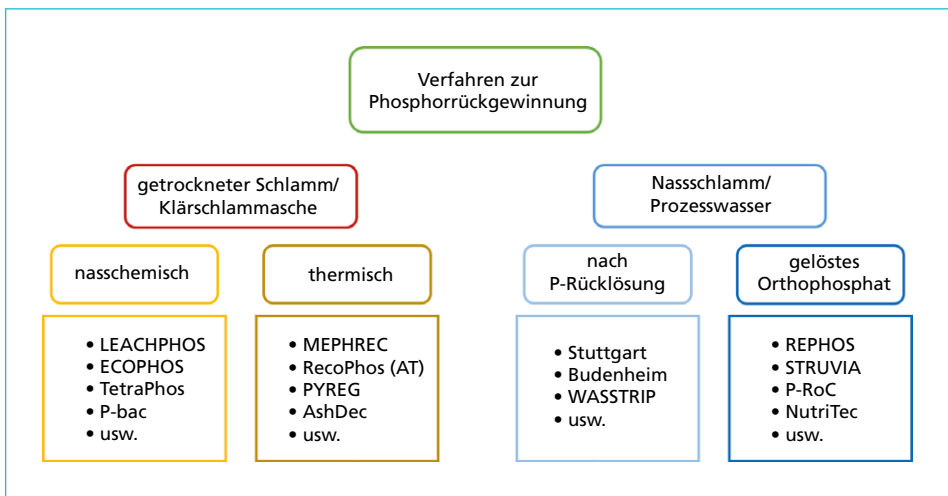 Verfahren zur
Phosphorrückgewinnung
getrockneter Schlamm/
Klärschlammasche
Nassschlamm/
Prozesswasser
nasschemisch
thermisch
nach
P-Rücklösung
gelöstes
Orthophosphat
• LEACHPHOS
• ECOPHOS
• TetraPhos
• P-bac
• usw.
• MEPHREC
• RecoPhos (AT)
• PYREG
• AshDec
• usw.
• Stuttgart
• Budenheim
• WASSTRIP
• usw.
• REPHOS
• STRUVIA
• P-RoC
• NutriTec
• usw.